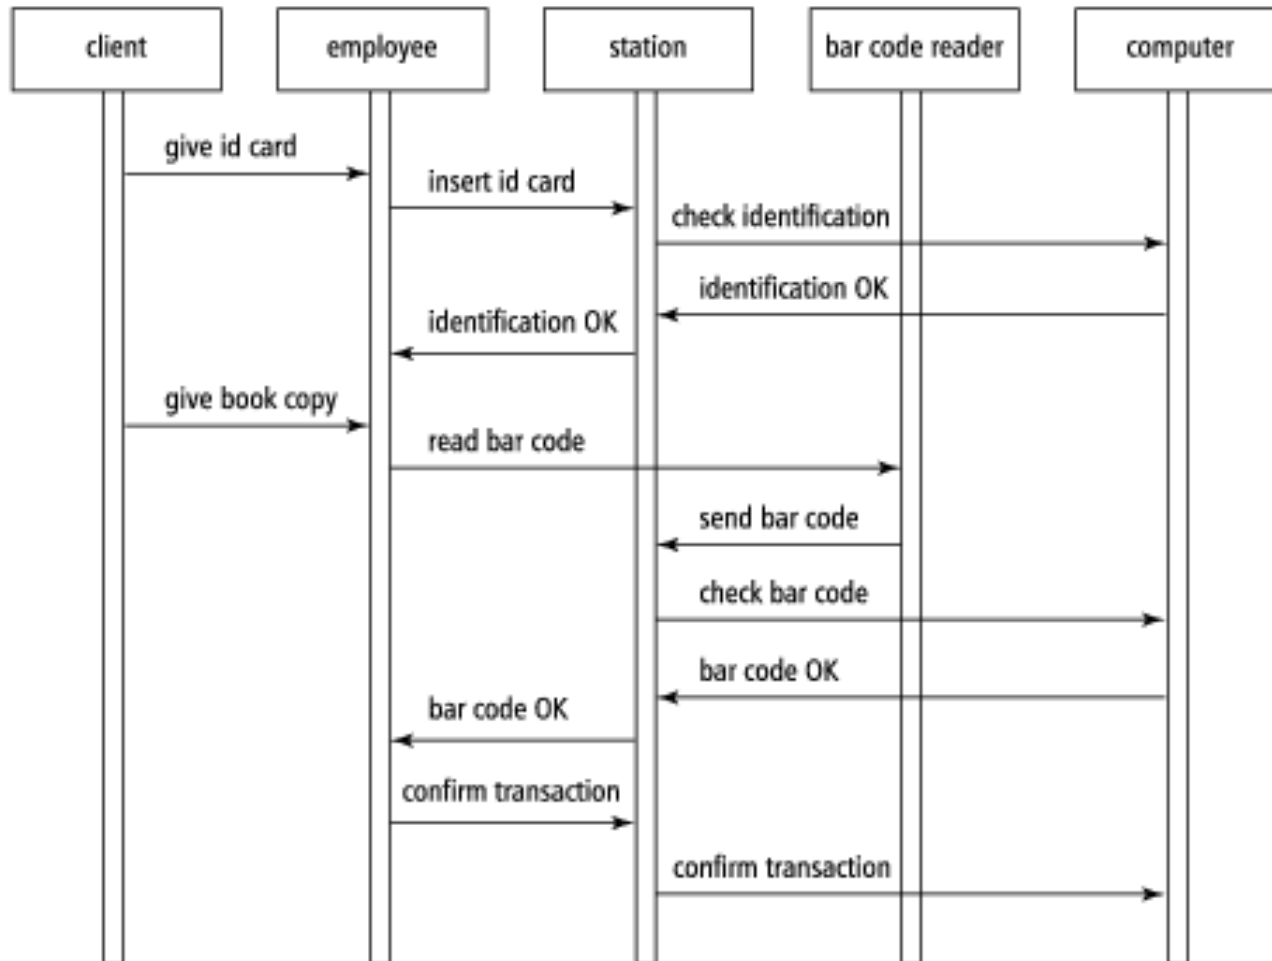 client
employee
station
bar code reader
computer
give id card
insert id card
check identification
identification OK
identification OK
give book copy
read bar code
send bar code
check bar code
bar code OK
bar code OK
confirm transaction
confirm transaction